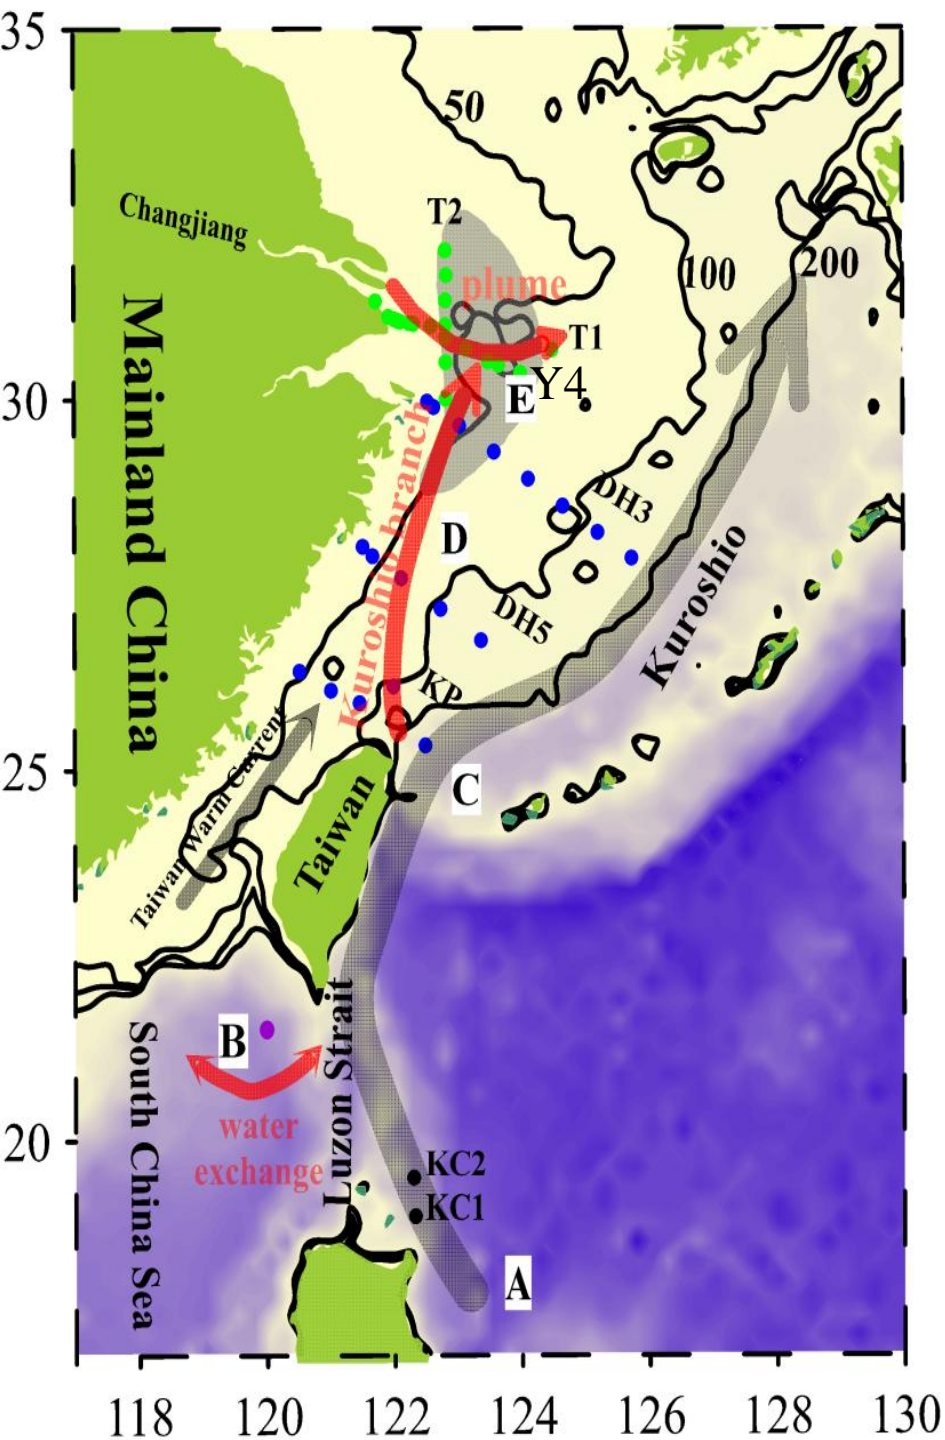 35
50
Changjiang
T2
100
200
plume
T1
Mainland China
30
E
Y4
Kuroshio branch
DH3
D
DH5
Kuroshio
KP
25
C
Taiwan Warm Current
Taiwan
B
Luzon Strait
South China Sea
water
exchange
20
KC2
KC1
A
118 120 122 124 126 128 130